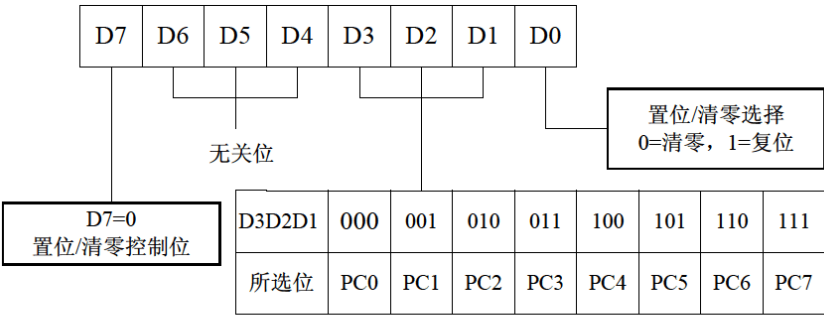 D7 D6 D5 D4 D3 D2 D1 D0
置位/清零选择
0=清零，1=复位
无关位
D7=0
置位/清零控制位
D3D2D1 000 001 010 011 100 101 110 111
所选位 PC0 PC1 PC2 PC3 PC4 PC5 PC6 PC7